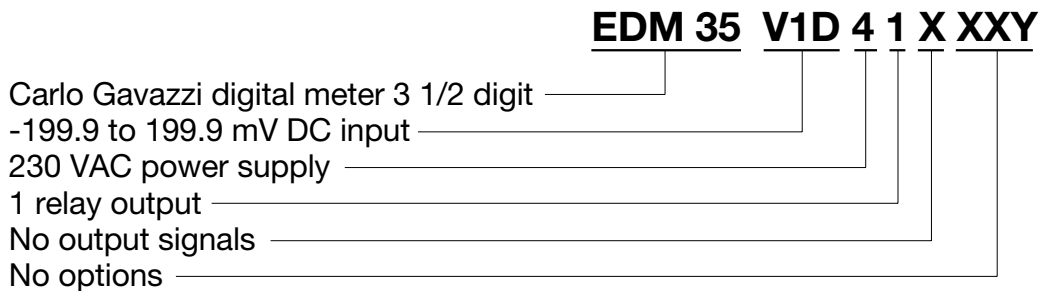 EDM 35 V1D 4 1 X XXY
Carlo Gavazzi digital meter 3 1/2 digit
-199.9 to 199.9 mV DC input
230 VAC power supply
1 relay output
No output signals
No options